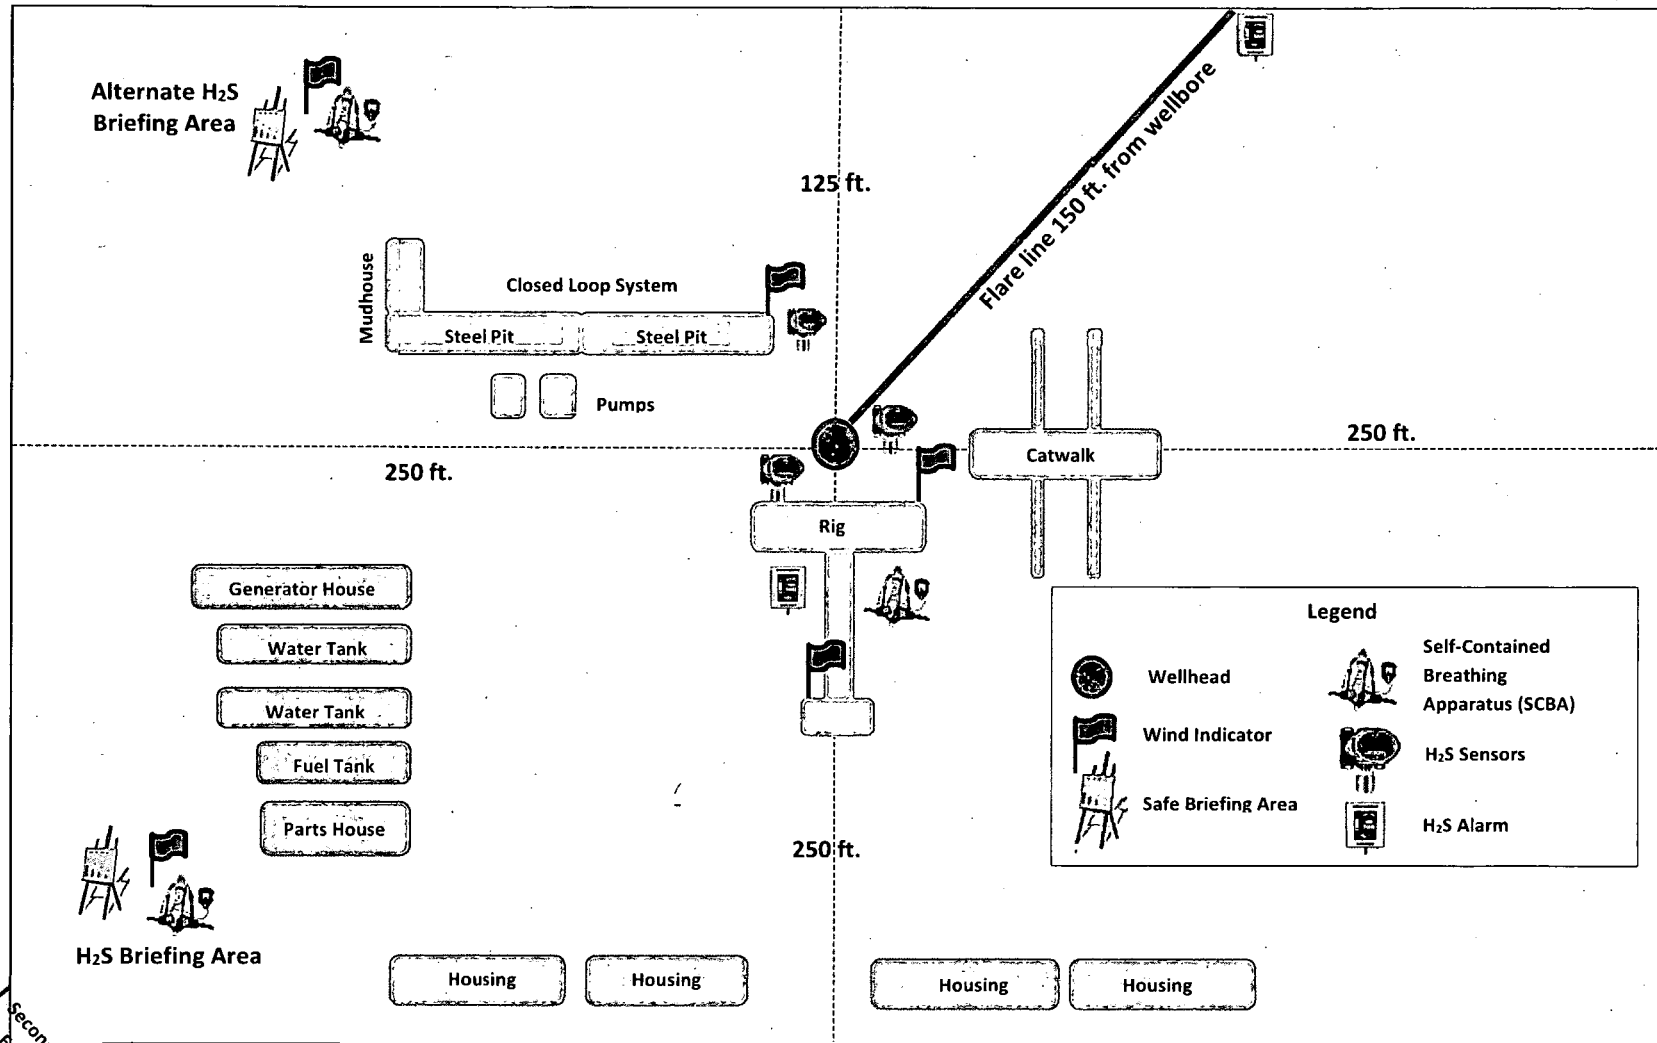 Alternate H₂S
Briefing Area
125 ft.
Flare line 150 ft. from wellbore
Mudhouse
Closed Loop System
Steel Pit
Steel Pit
Pumps
250 ft.
250 ft.
Catwalk
Rig
Generator House
Water Tank
Water Tank
Fuel Tank
Parts House
250 ft.
H₂S Briefing Area
Housing
Housing
Housing
Housing
Legend
Wellhead
Wind Indicator
Safe Briefing Area
Self-Contained
Breathing
Apparatus (SCBA)
H₂S Sensors
H₂S Alarm
Secon